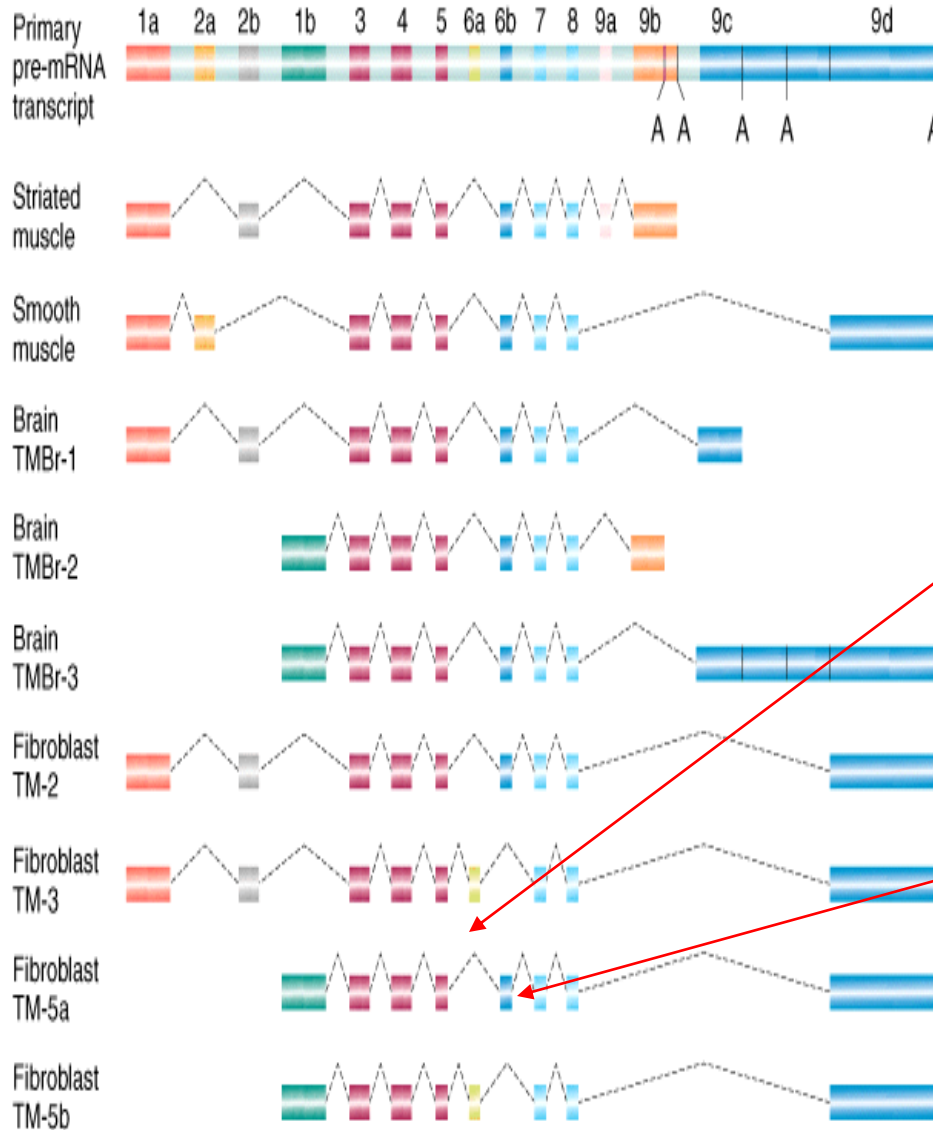 1a 2a 2b 1b 3 4 5 6a 6b 7 8 9a 9b 9c 9d
Primary
pre-mRNA
transcript
A A A A A
Striated
muscle
Smooth
muscle
Brain
TMBr-1
Brain
TMBr-2
Brain
TMBr-3
Fibroblast
TM-2
Fibroblast
TM-3
Fibroblast
TM-5a
Fibroblast
TM-5b